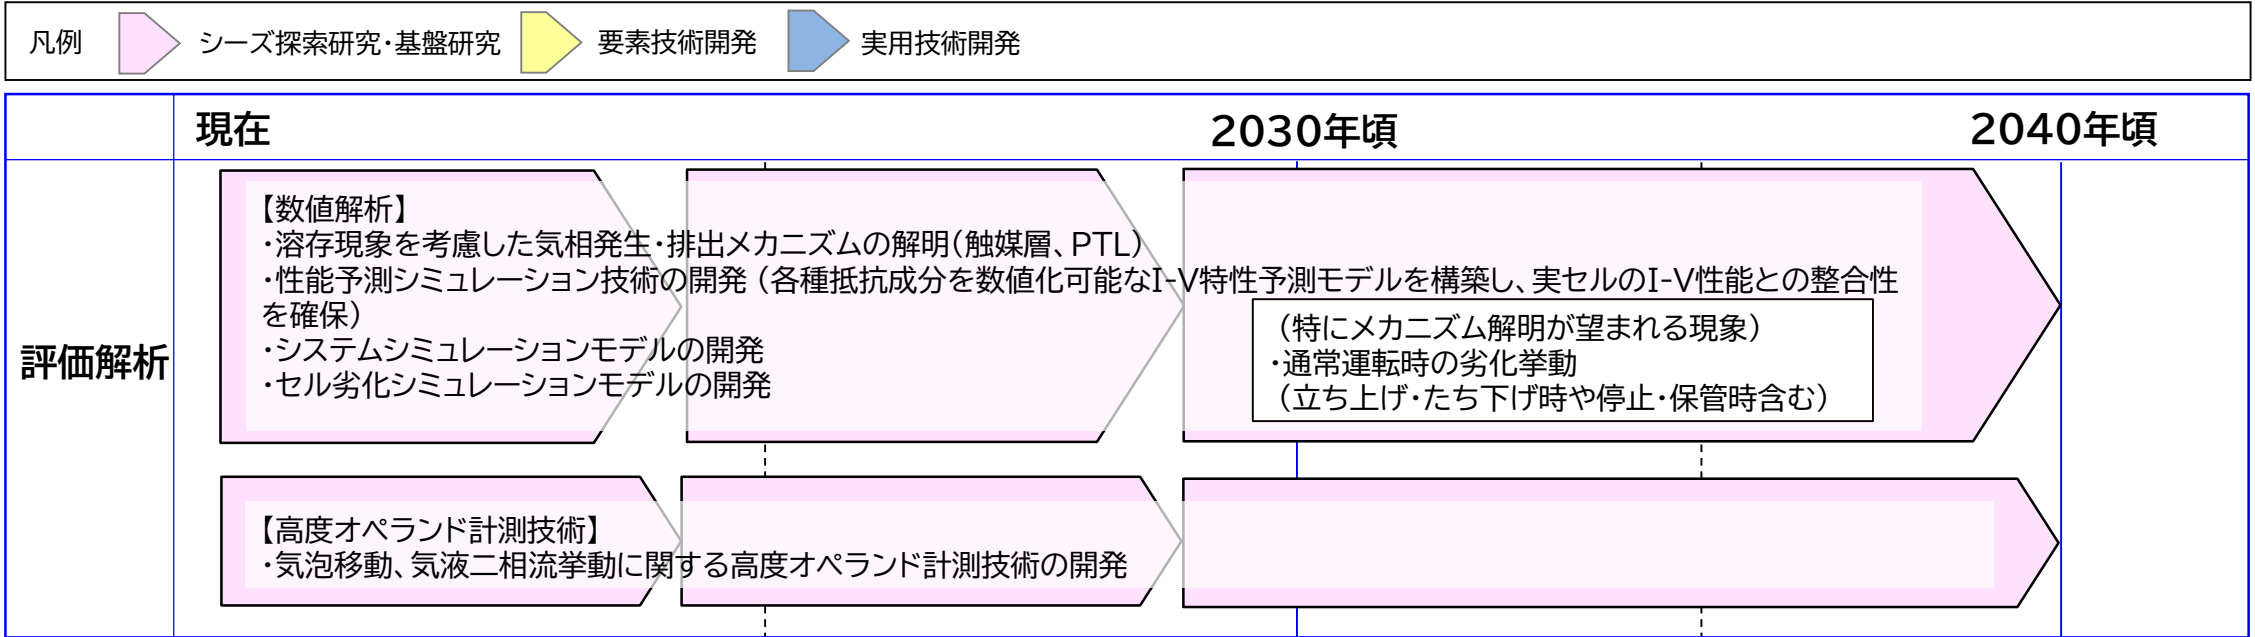 凡例 シーズ探索研究・基盤研究 要素技術開発 実用技術開発
現在 2030年頃 2040年頃
評価解析
【数値解析】
・溶存現象を考慮した気相発生・排出メカニズムの解明(触媒層、PTL)
・性能予測シミュレーション技術の開発(各種抵抗成分を数値化可能なI-V特性予測モデルを構築し、実セルのI-V性能との整合性
を確保)
・システムシミュレーションモデルの開発
・セル劣化シミュレーションモデルの開発
(特にメカニズム解明が望まれる現象)
・通常運転時の劣化挙動
(立ち上げ・たち下げ時や停止・保管時含む)
【高度オペランド計測技術】
・気泡移動、気液二相流挙動に関する高度オペランド計測技術の開発